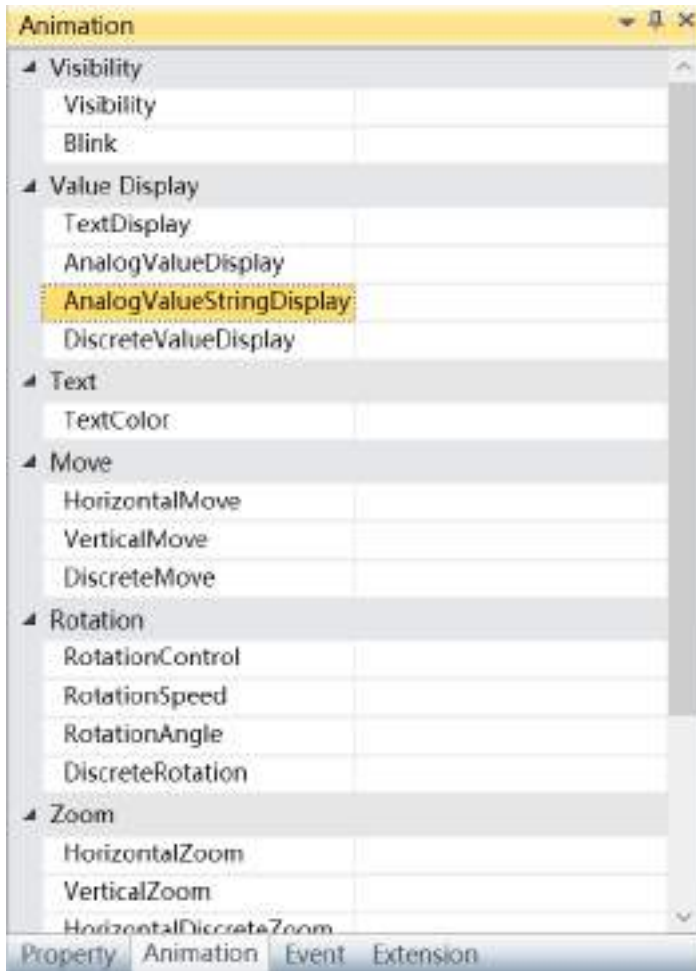 Animation
Visibility
Visibility
Blink
Value Display
TextDisplay
AnalogValueDisplay
AnalogValueStringDisplay
DiscreteValueDisplay
Text
TextColor
Move
HorizontalMove
VerticalMove
DiscreteMove
Rotation
RotationControl
RotationSpeed
RotationAngle
DiscreteRotation
Zoom
HorizontalZoom
VerticalZoom
HorizontalDiscreteZoom
Property Animation Event Extension